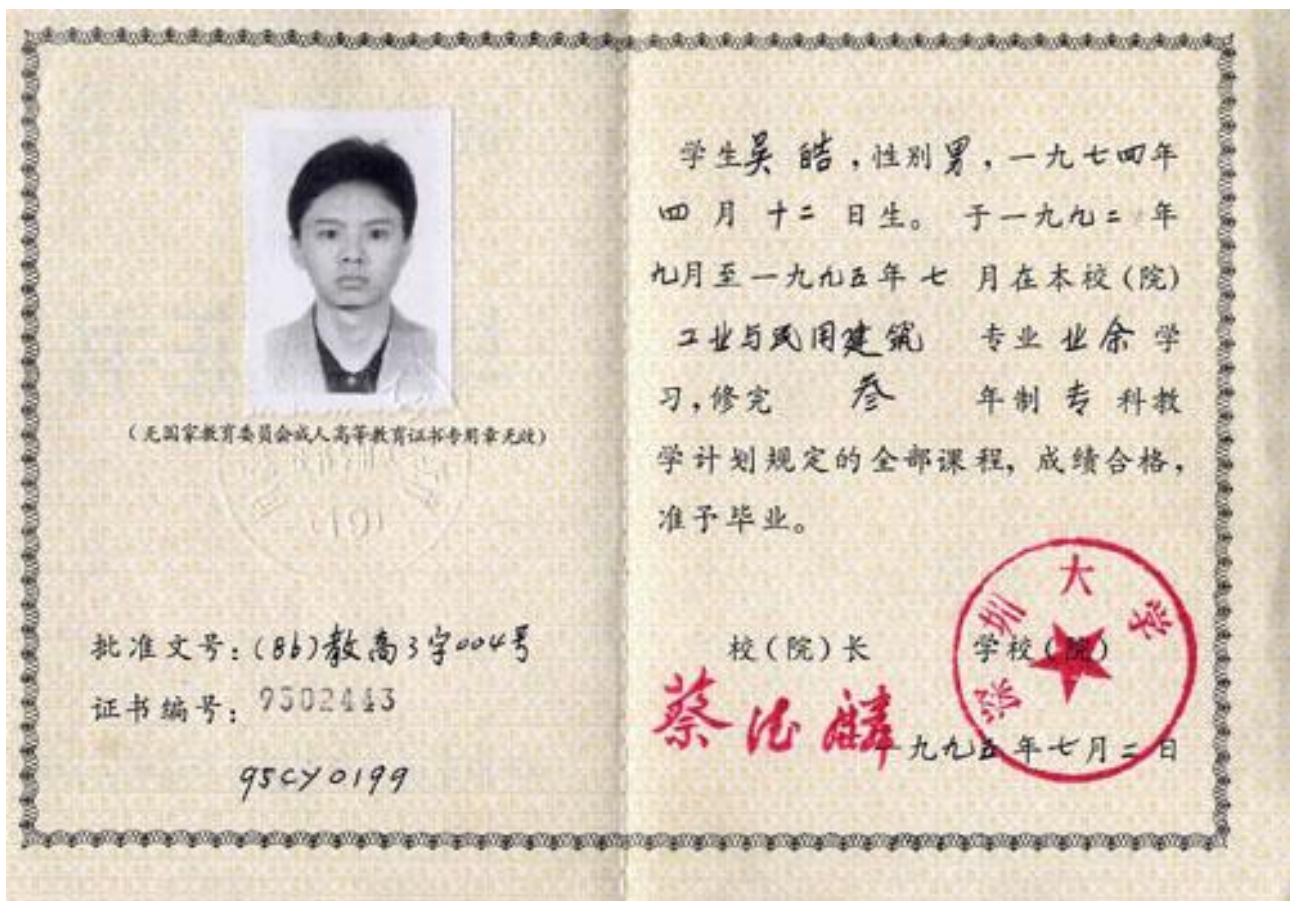 (无国家教育委员会成人高等教育证书专用章无效)
批准文号:(86)教高3字004号
证书编号:9502443
95CY0199
学生吴皓,性别男,一九七四年
四月十二日生。于一九九二年
九月至一九九五年七月在本校(院)
工业与民用建筑 专业业余学
习,修完 叁 年制专科教
学计划规定的全部课程,成绩合格,
准予毕业。
校(院)长 学校(院)
蔡德麟
深圳大学
一九九五年七月二日